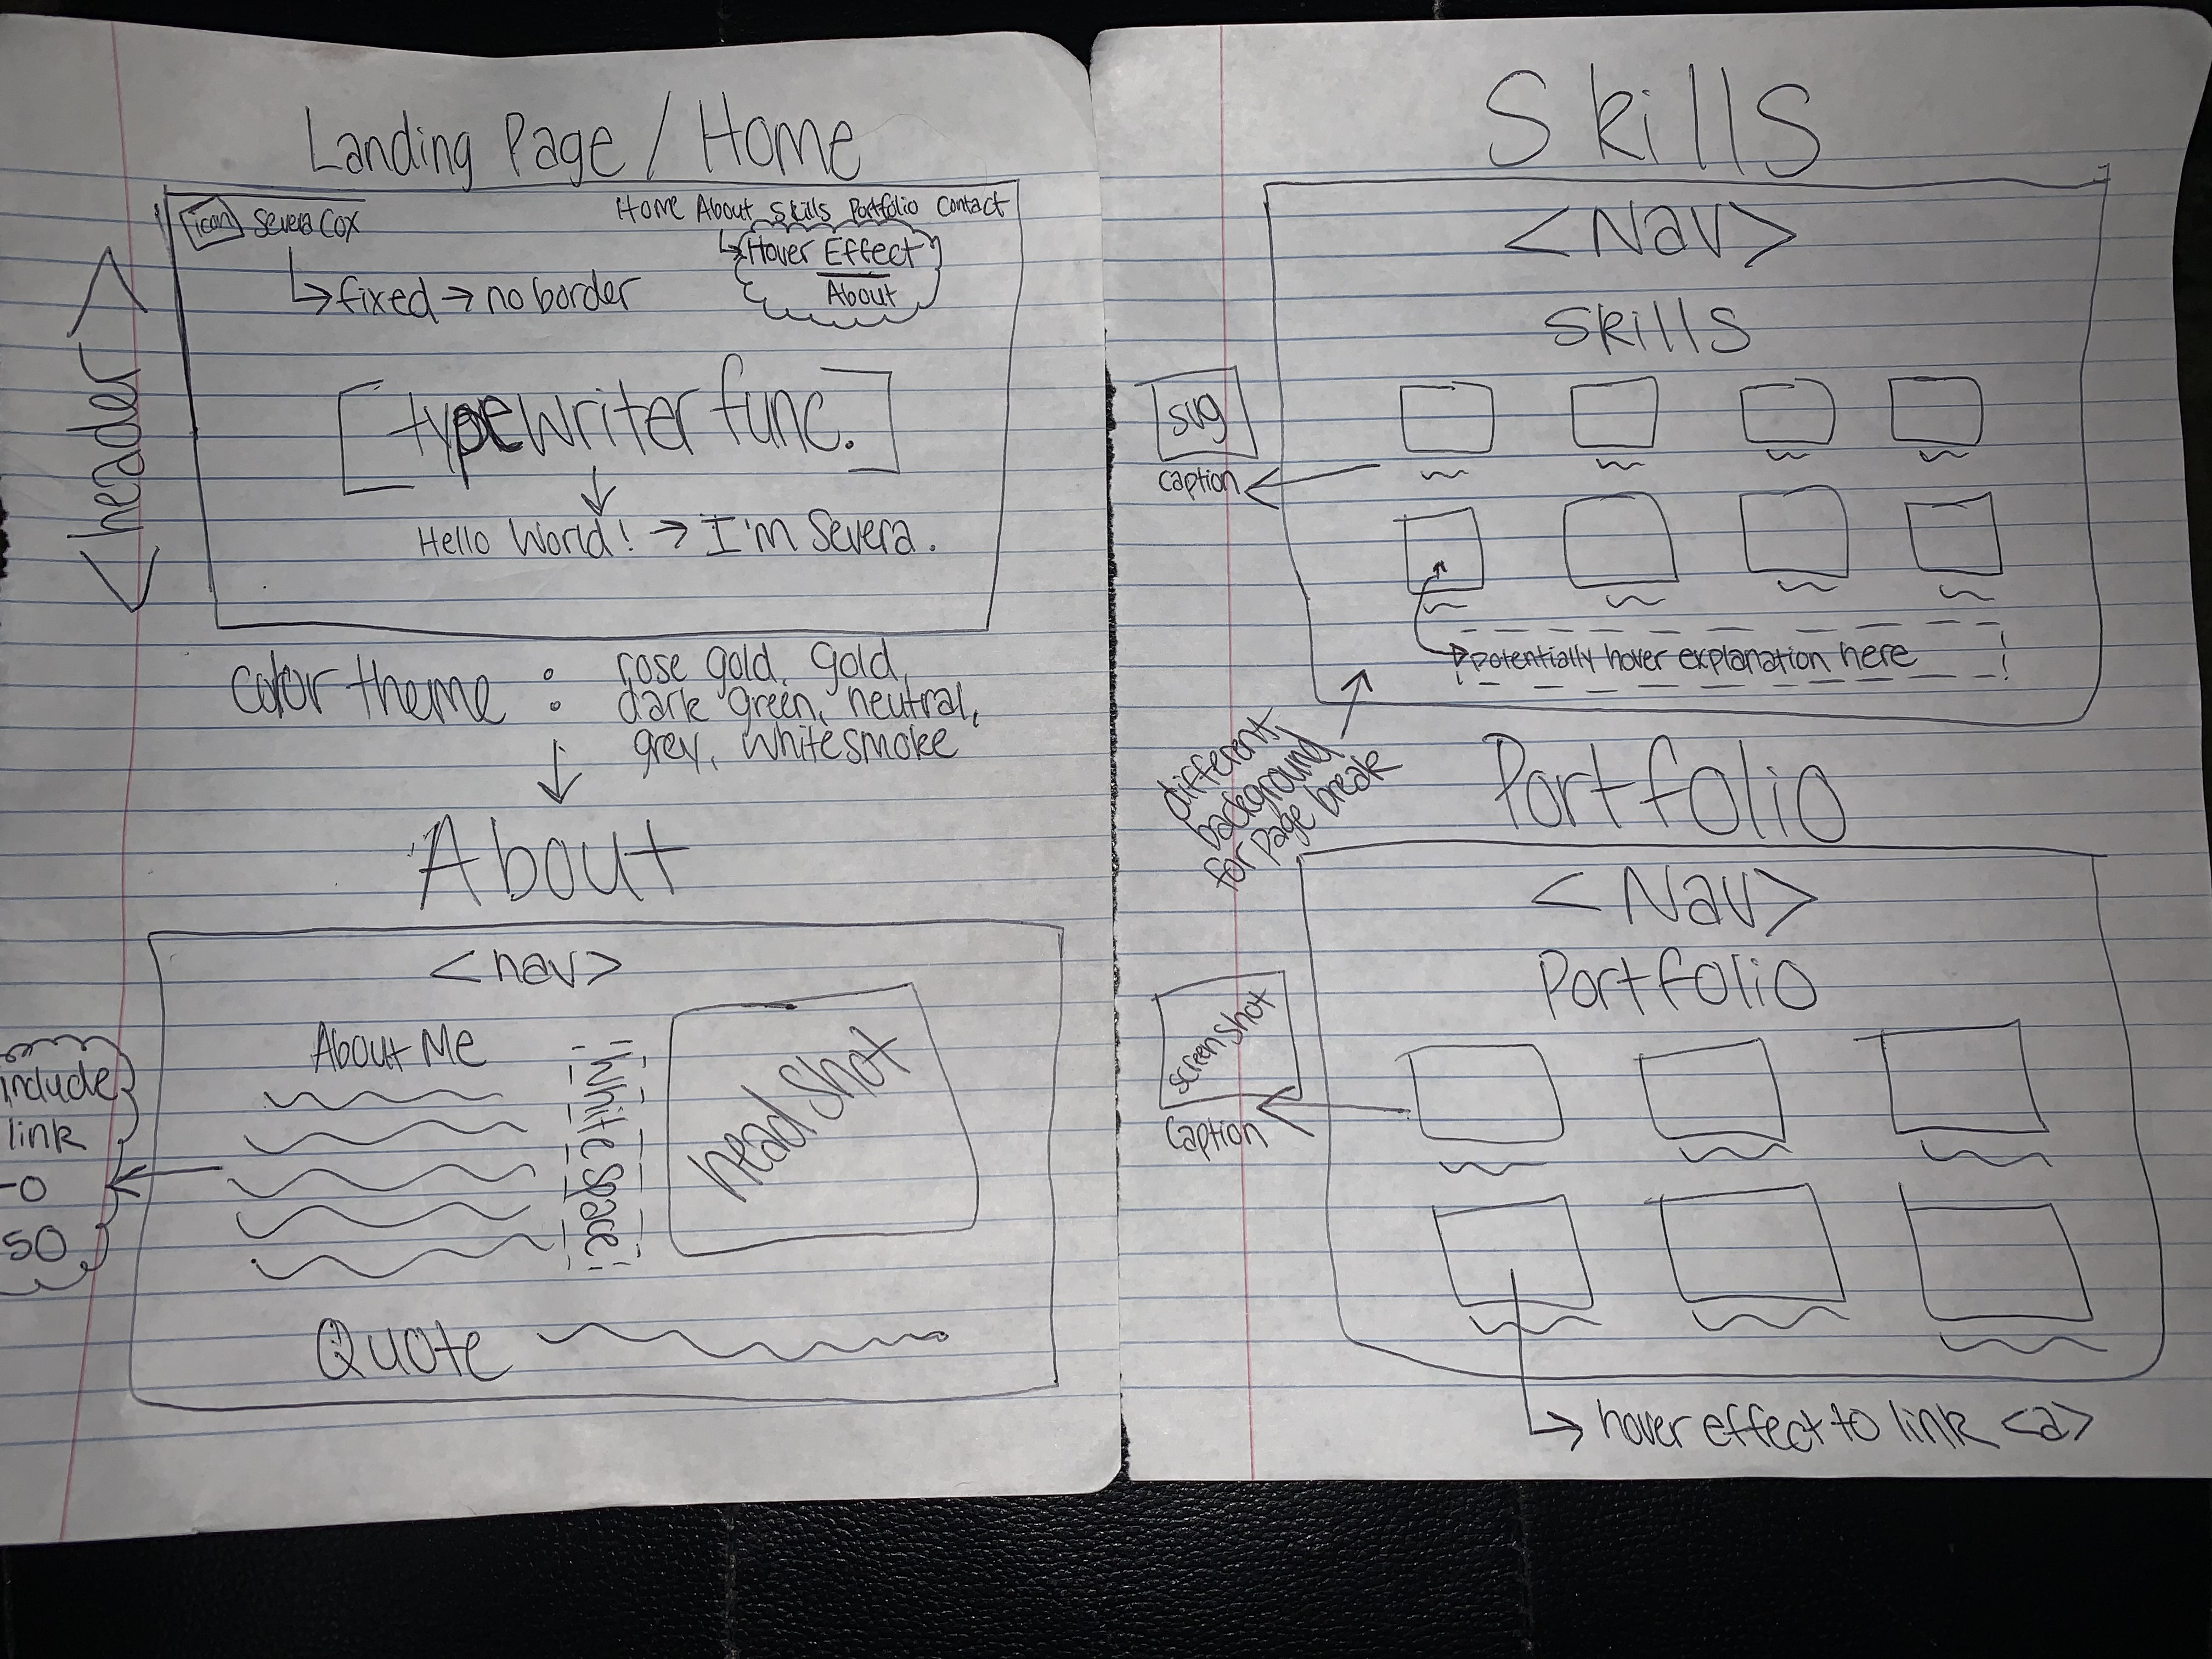 Landing Page / Home
<header>
icon Severa Cox
Home About Skills Portfolio contact
↳ Hover Effect
About
↳ fixed → no border
typewriter func.
Hello World! → I'm Severa.
Color theme : rose gold, gold,
dark green, neutral,
grey, whitesmoke
About
<nav>
About Me
include
link
50
white space
head shot
Quote
Skills
<Nav>
Skills
svg
caption
potentially hover explanation here
different
background
for page break
Portfolio
<Nav>
Portfolio
screenshot
caption
↳ hover effect to link <a>